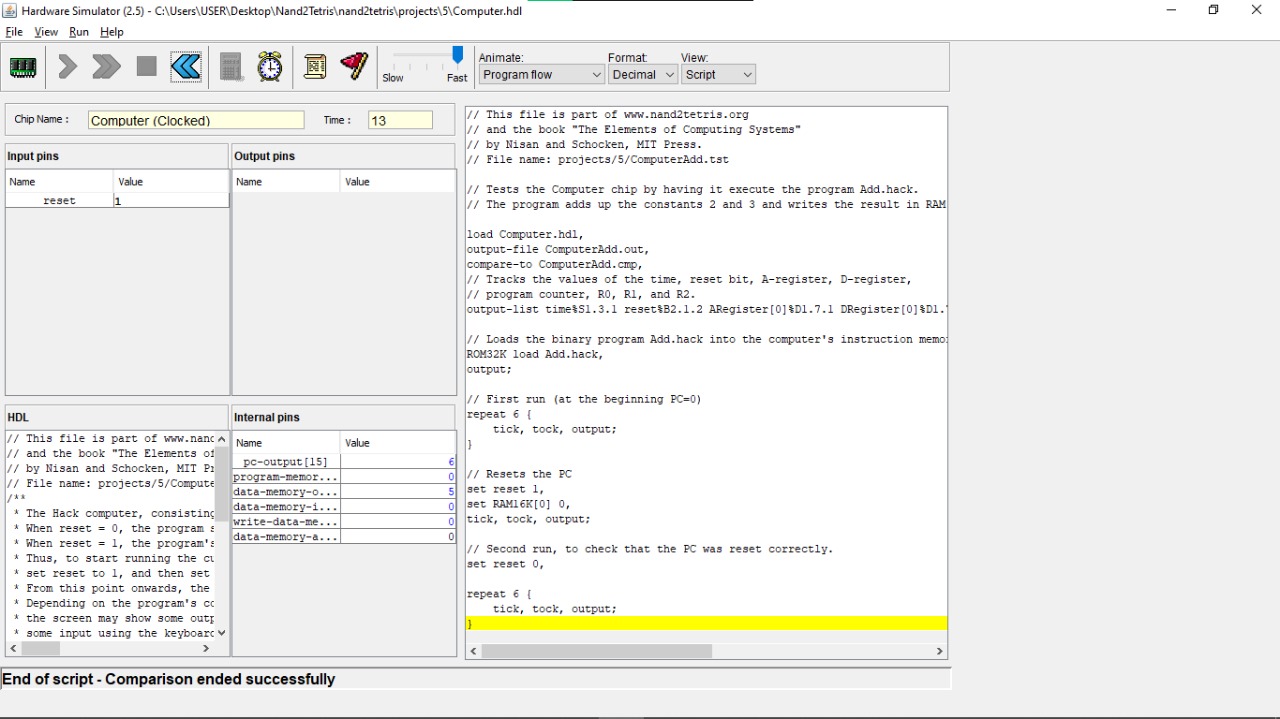 Hardware Simulator (2.5) - C:\Users\USER\Desktop\Nand2Tetris\nand2tetris\projects\5\Computer.hdl
File View Run Help
Slow Fast
Animate: Format: View:
Program flow Decimal Script
Chip Name : Computer (Clocked) Time : 13
Input pins
Name Value
reset 1
Output pins
Name Value
HDL
// This file is part of www.nand
// and the book "The Elements of
// by Nisan and Schocken, MIT Pr
// File name: projects/5/Compute
/**
* The Hack computer, consisting
* When reset = 0, the program s
* When reset = 1, the program's
* Thus, to start running the cu
* set reset to 1, and then set
* From this point onwards, the
* Depending on the program's co
* the screen may show some outp
* some input using the keyboard
Internal pins
Name Value
pc-output[15] 6
program-memor... 0
data-memory-o... 5
data-memory-i... 0
write-data-me... 0
data-memory-a... 0
// This file is part of www.nand2tetris.org
// and the book "The Elements of Computing Systems"
// by Nisan and Schocken, MIT Press.
// File name: projects/5/ComputerAdd.tst
// Tests the Computer chip by having it execute the program Add.hack.
// The program adds up the constants 2 and 3 and writes the result in RAM
load Computer.hdl,
output-file ComputerAdd.out,
compare-to ComputerAdd.cmp,
// Tracks the values of the time, reset bit, A-register, D-register,
// program counter, R0, R1, and R2.
output-list time%S1.3.1 reset%B2.1.2 ARegister[0]%D1.7.1 DRegister[0]%D1.7
// Loads the binary program Add.hack into the computer's instruction memo
ROM32K load Add.hack,
output;
// First run (at the beginning PC=0)
repeat 6 {
tick, tock, output;
}
// Resets the PC
set reset 1,
set RAM16K[0] 0,
tick, tock, output;
// Second run, to check that the PC was reset correctly.
set reset 0,
repeat 6 {
tick, tock, output;
}
End of script - Comparison ended successfully